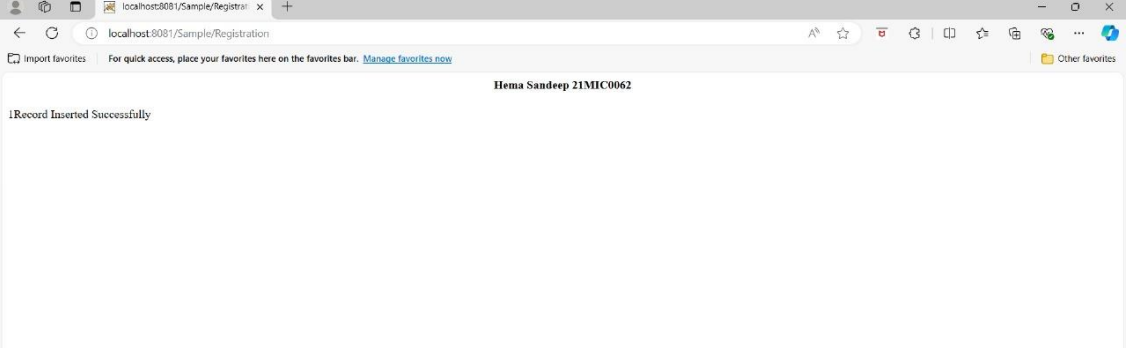 localhost:8081/Sample/Registrati
localhost:8081/Sample/Registration
Import favorites For quick access, place your favorites here on the favorites bar. Manage favorites now Other favorites
Hema Sandeep 21MIC0062
1Record Inserted Successfully